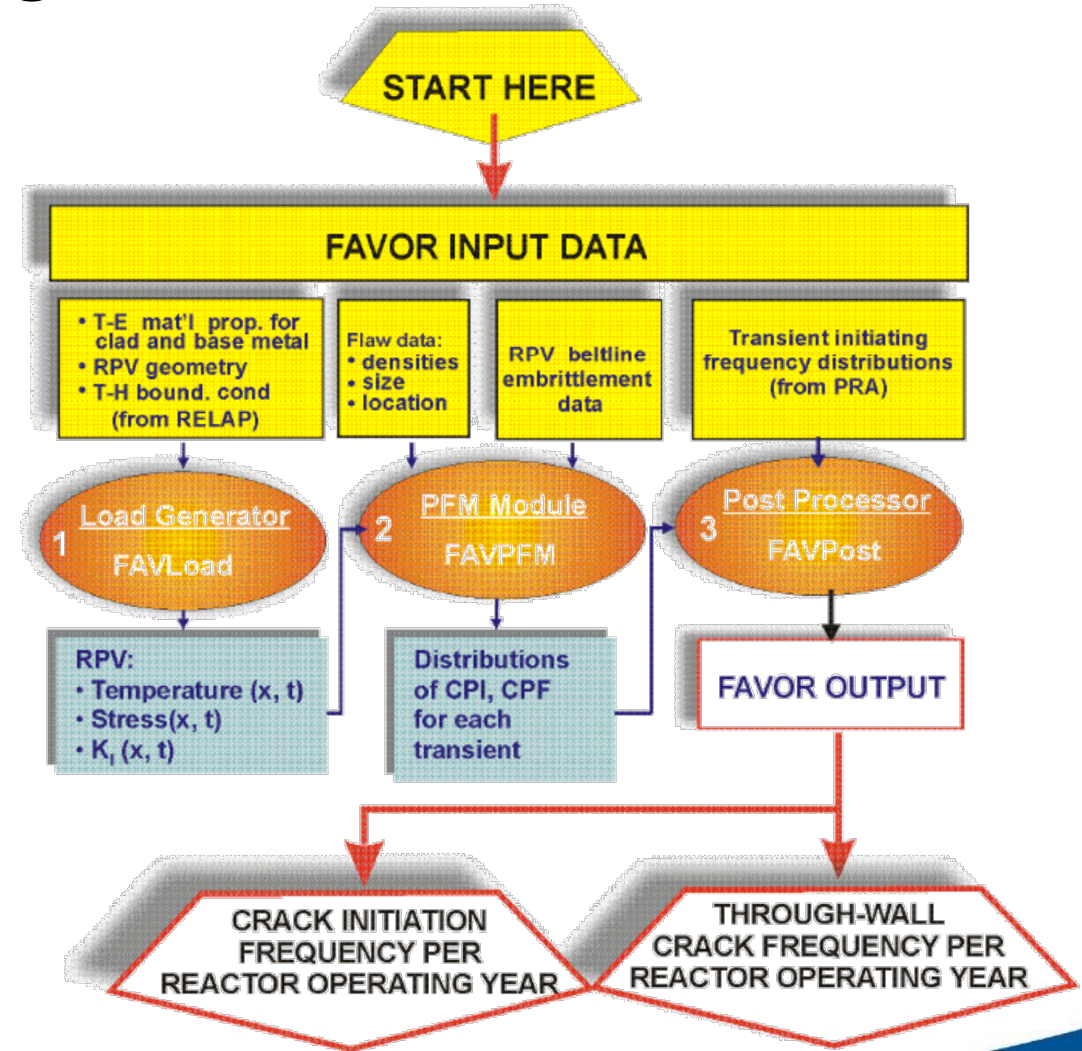 START HERE
FAVOR INPUT DATA
• T-E mat'l prop. for
clad and base metal
• RPV geometry
• T-H bound. cond
(from RELAP)
Flaw data:
• densities
• size
• location
RPV beltline
embrittlement
data
Transient initiating
frequency distributions
(from PRA)
1
Load Generator
FAVLoad
2
PFM Module
FAVPFM
3
Post Processor
FAVPost
RPV:
• Temperature (x, t)
• Stress(x, t)
• K_I (x, t)
Distributions
of CPI, CPF
for each
transient
FAVOR OUTPUT
CRACK INITIATION
FREQUENCY PER
REACTOR OPERATING YEAR
THROUGH-WALL
CRACK FREQUENCY PER
REACTOR OPERATING YEAR